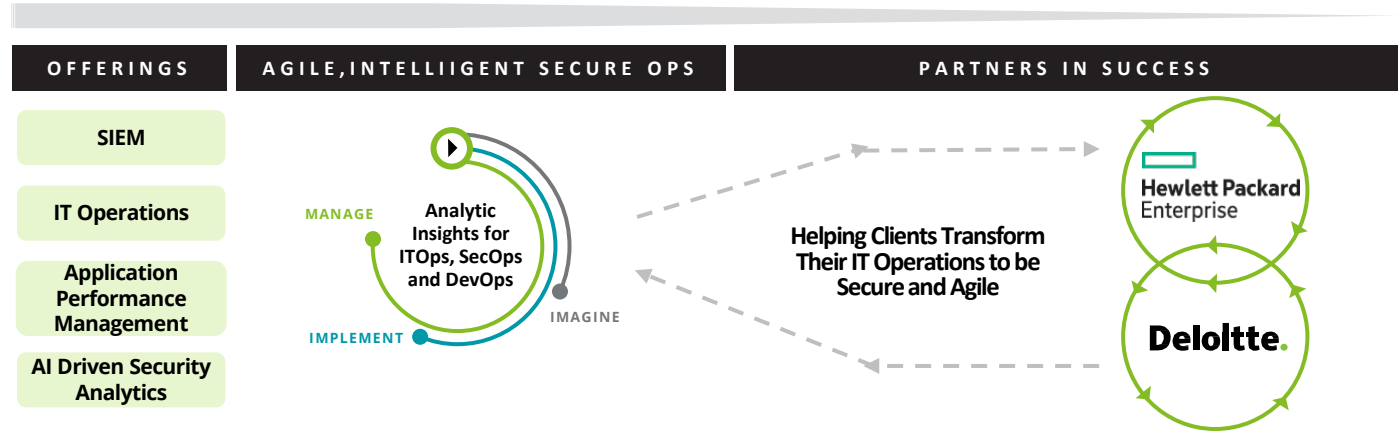 OFFERINGS
AGILE,INTELLIIGENT SECURE OPS
PARTNERS IN SUCCESS
SIEM
IT Operations
Application
Performance
Management
AI Driven Security
Analytics
MANAGE
Analytic
Insights for
ITOps, SecOps
and DevOps
IMAGINE
IMPLEMENT
Helping Clients Transform
Their IT Operations to be
Secure and Agile
Hewlett Packard
Enterprise
Deloltte.